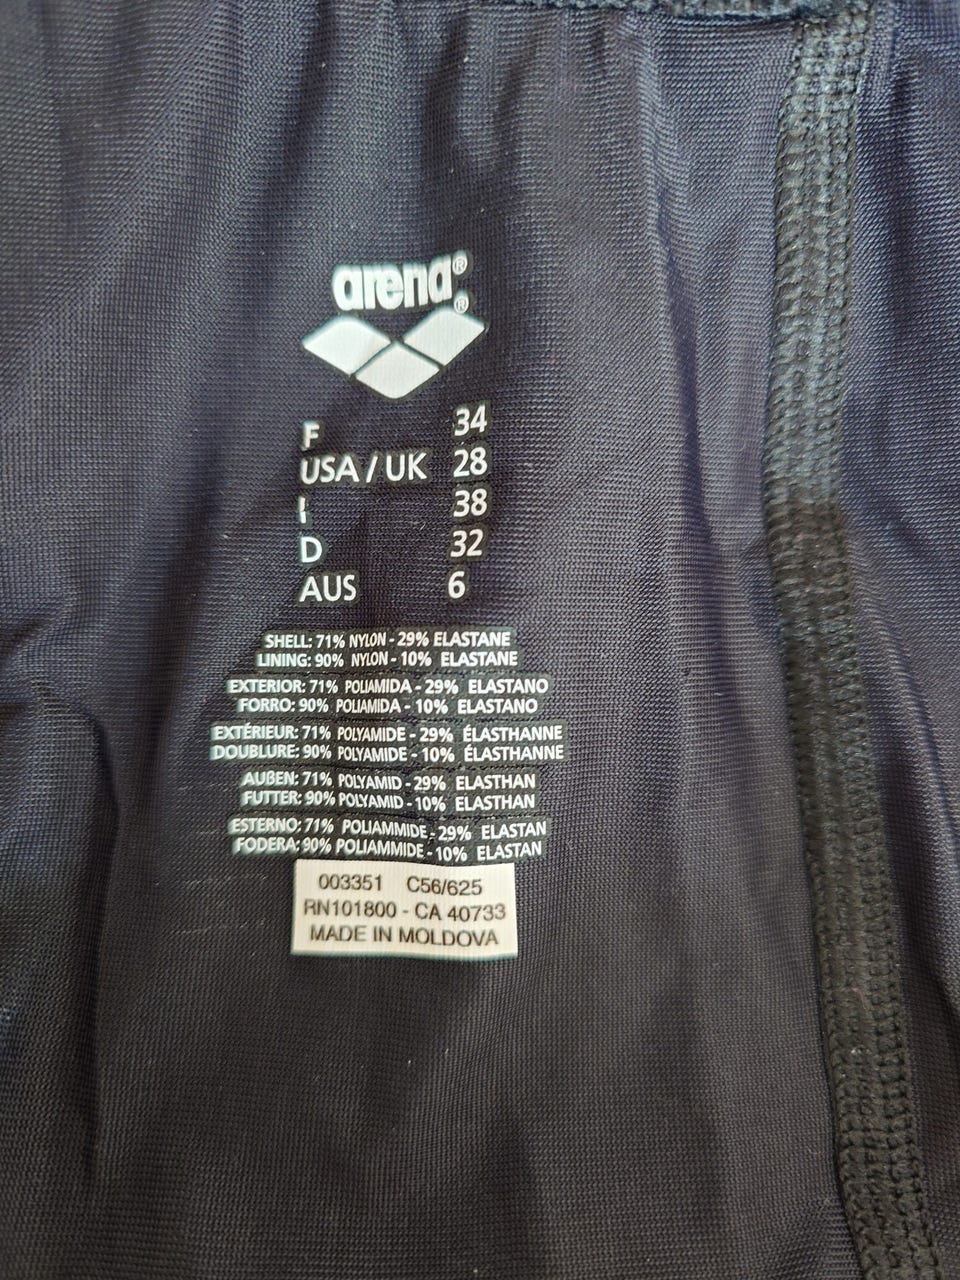 arena®
®
F 34
USA / UK 28
I 38
D 32
AUS 6
SHELL: 71% NYLON - 29% ELASTANE
LINING: 90% NYLON - 10% ELASTANE
EXTERIOR: 71% POLIAMIDA - 29% ELASTANO
FORRO: 90% POLIAMIDA - 10% ELASTANO
EXTÉRIEUR: 71% POLYAMIDE - 29% ÉLASTHANNE
DOUBLURE: 90% POLYAMIDE - 10% ÉLASTHANNE
AUßEN: 71% POLYAMID - 29% ELASTHAN
FUTTER: 90% POLYAMID - 10% ELASTHAN
ESTERNO: 71% POLIAMMIDE - 29% ELASTAN
FODERA: 90% POLIAMMIDE - 10% ELASTAN
003351 C56/625
RN101800 - CA 40733
MADE IN MOLDOVA